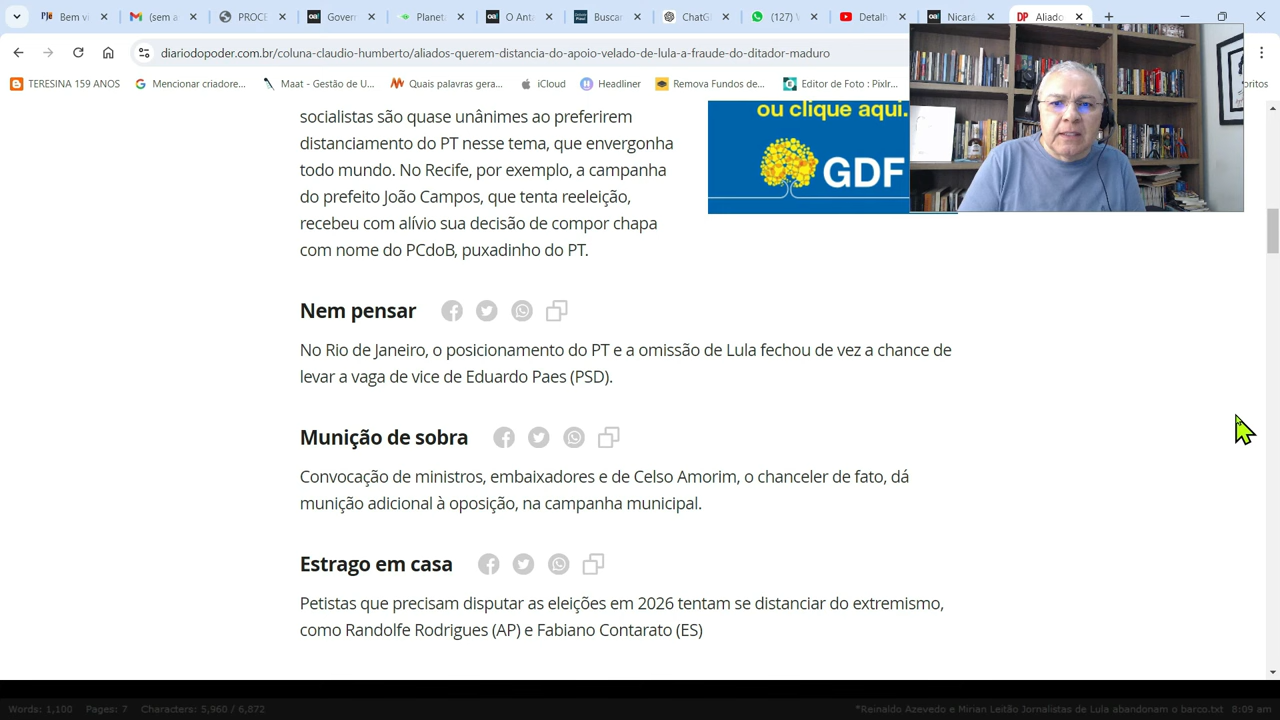 Bem vi
(sem a
PROCE
Govern
Planet
O Anta
Buscar
ChatG
(127) V
Detalh
Nicará
Aliado
diariodopoder.com.br/coluna-claudio-humberto/aliados-querem-distancia-do-apoio-velado-de-lula-a-fraude-do-ditador-maduro
TERESINA 159 ANOS
Mencionar criadore...
Maat - Gestão de U...
Quais palavras gera...
iCloud
Headliner
Remova Fundos de...
Editor de Foto : Pixlr...
oritos
socialistas são quase unânimes ao preferirem
distanciamento do PT nesse tema, que envergonha
todo mundo. No Recife, por exemplo, a campanha
do prefeito João Campos, que tenta reeleição,
recebeu com alívio sua decisão de compor chapa
com nome do PCdoB, puxadinho do PT.
ou clique aqui.
GDF
Nem pensar
No Rio de Janeiro, o posicionamento do PT e a omissão de Lula fechou de vez a chance de
levar a vaga de vice de Eduardo Paes (PSD).
Munição de sobra
Convocação de ministros, embaixadores e de Celso Amorim, o chanceler de fato, dá
munição adicional à oposição, na campanha municipal.
Estrago em casa
Petistas que precisam disputar as eleições em 2026 tentam se distanciar do extremismo,
como Randolfe Rodrigues (AP) e Fabiano Contarato (ES)
Words: 1,100 Pages: 7 Characters: 5,960 / 6,872
*Reinaldo Azevedo e Mirian Leitão Jornalistas de Lula abandonam o barco.txt 8:09 am